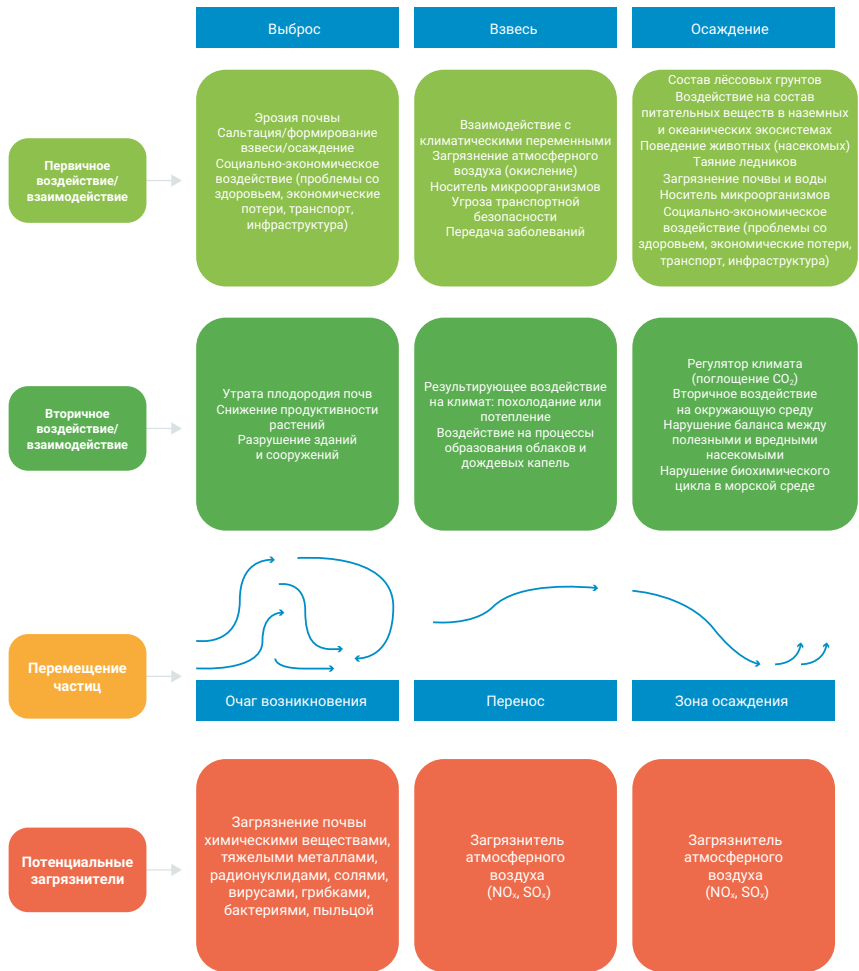 Выброс
Взвесь
Осаждение
Первичное
воздействие/
взаимодействие
Эрозия почвы
Сальтация/формирование
взвеси/осаждение
Социально-экономическое
воздействие (проблемы со
здоровьем, экономические
потери, транспорт,
инфраструктура)
Взаимодействие с
климатическими переменными
Загрязнение атмосферного
воздуха (окисление)
Носитель микроорганизмов
Угроза транспортной
безопасности
Передача заболеваний
Состав лёссовых грунтов
Воздействие на состав
питательных веществ в наземных
и океанических экосистемах
Поведение животных (насекомых)
Таяние ледников
Загрязнение почвы и воды
Носитель микроорганизмов
Социально-экономическое
воздействие (проблемы со
здоровьем, экономические потери,
транспорт, инфраструктура)
Вторичное
воздействие/
взаимодействие
Утрата плодородия почв
Снижение продуктивности
растений
Разрушение зданий
и сооружений
Результирующее воздействие
на климат: похолодание или
потепление
Воздействие на процессы
образования облаков и
дождевых капель
Регулятор климата
(поглощение CO₂)
Вторичное воздействие
на окружающую среду
Нарушение баланса между
полезными и вредными
насекомыми
Нарушение биохимического
цикла в морской среде
Перемещение
частиц
Очаг возникновения
Перенос
Зона осаждения
Потенциальные
загрязнители
Загрязнение почвы
химическими веществами,
тяжелыми металлами,
радионуклидами, солями,
вирусами, грибками,
бактериями, пыльцой
Загрязнитель
атмосферного
воздуха
(NOₓ, SOₓ)
Загрязнитель
атмосферного
воздуха
(NOₓ, SOₓ)